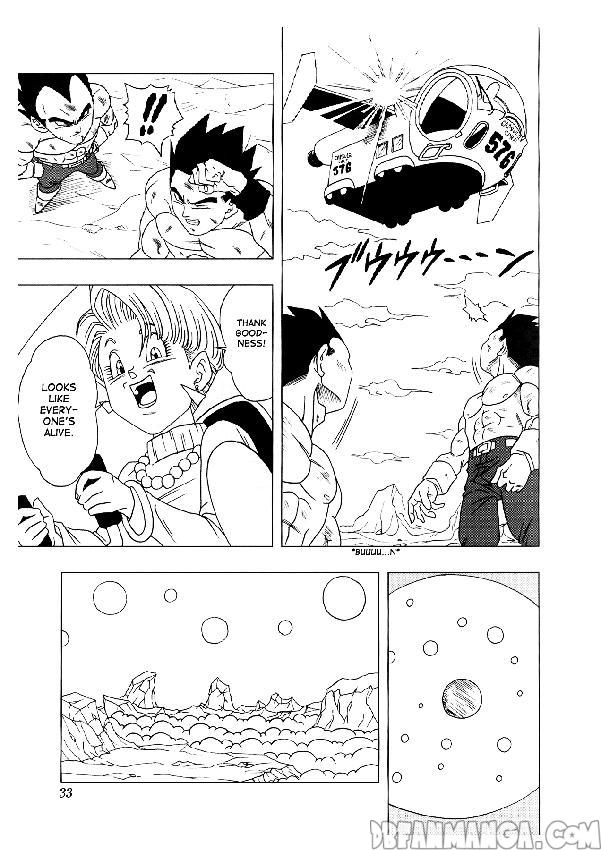 576
576
ブウウウ----ン
!!
THANK
GOOD-
NESS!
LOOKS
LIKE
EVERY-
ONE'S
ALIVE.
*BUUUU...N*
33
DBFANMANGA.COM